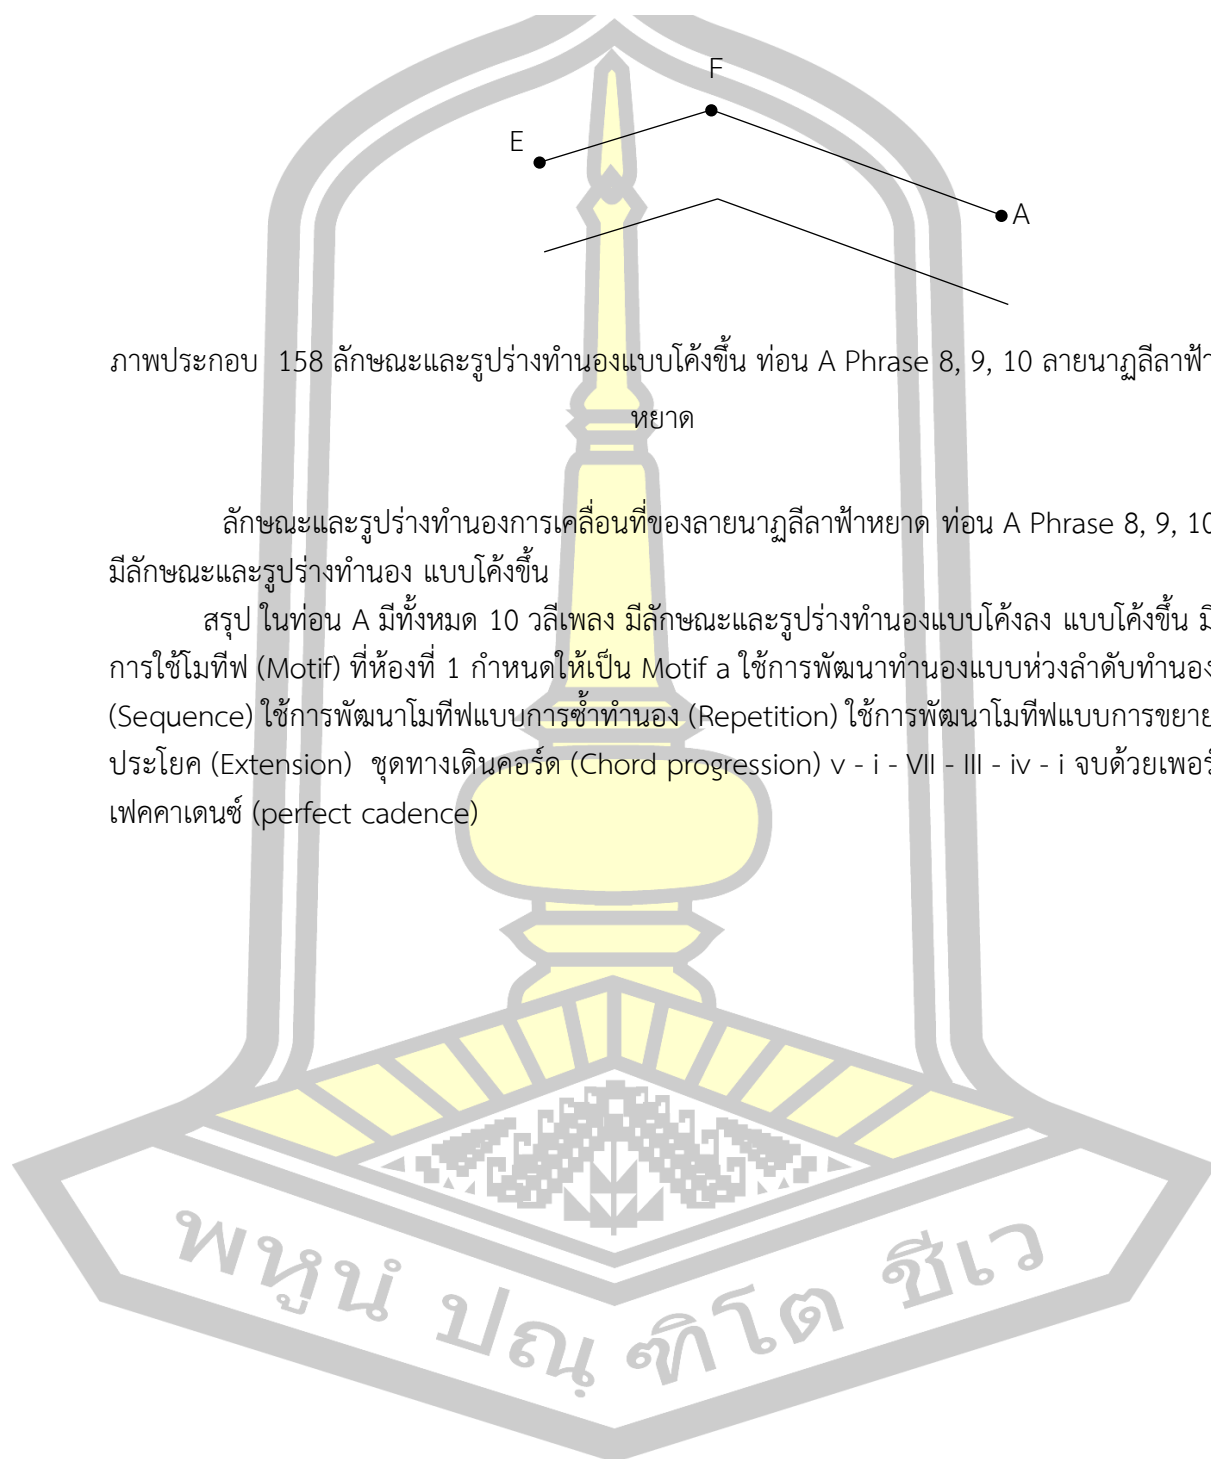 F
E
A
ภาพประกอบ 158 ลักษณะและรูปร่างทำนองแบบโค้งขึ้น ท่อน A Phrase 8, 9, 10 ลายนาฏลีลาฟ้า
หยาด
ลักษณะและรูปร่างทำนองการเคลื่อนที่ของลายนาฏลีลาฟ้าหยาด ท่อน A Phrase 8, 9, 10
มีลักษณะและรูปร่างทำนอง แบบโค้งขึ้น
สรุป ในท่อน A มีทั้งหมด 10 วลีเพลง มีลักษณะและรูปร่างทำนองแบบโค้งลง แบบโค้งขึ้น มี
การใช้โมทีฟ (Motif) ที่ห้องที่ 1 กำหนดให้เป็น Motif a ใช้การพัฒนาทำนองแบบห่วงลำดับทำนอง
(Sequence) ใช้การพัฒนาโมทีฟแบบการซ้ำทำนอง (Repetition) ใช้การพัฒนาโมทีฟแบบการขยาย
ประโยค (Extension) ชุดทางเดินคอร์ด (Chord progression) v - i - VII - III - iv - i จบด้วยเพอร์
เฟคคาเดนซ์ (perfect cadence)
พหูนํ ปณฺฑิโต ชีเว